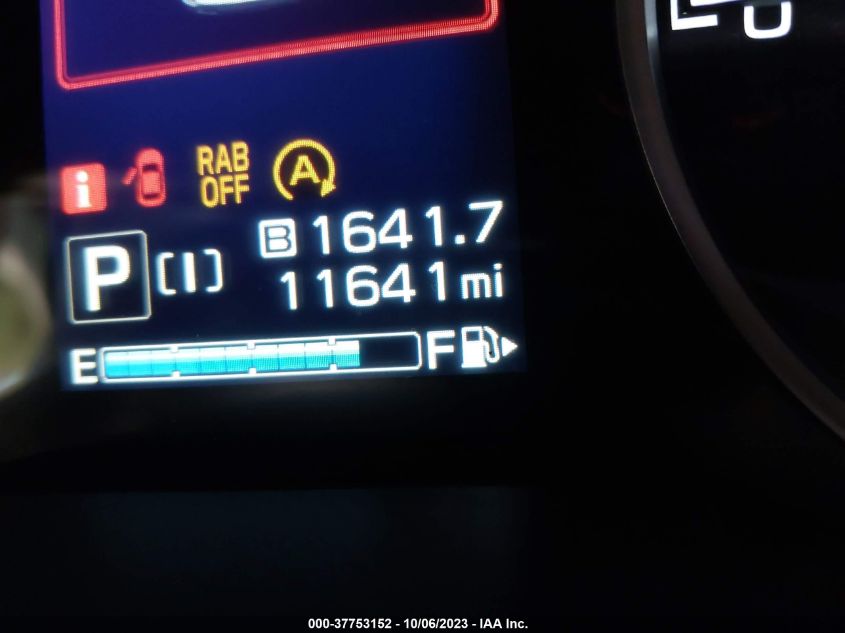 i RAB OFF A
P [I] B 1641.7
11641 mi
E F
000-37753152 - 10/06/2023 - IAA Inc.